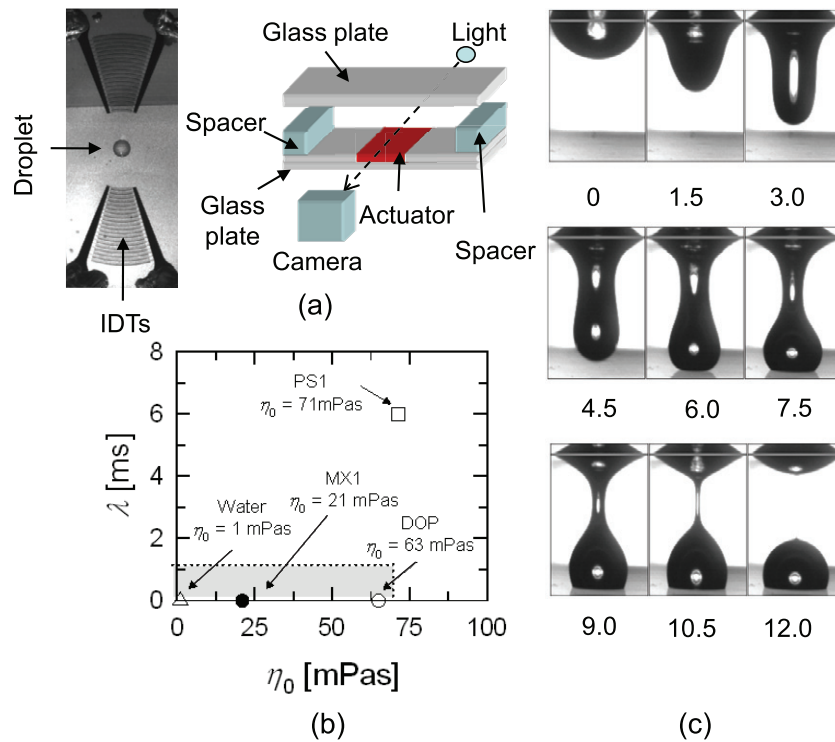 Droplet
IDTs
Glass plate
Light
Spacer
Glass
plate
Actuator
Camera
Spacer
(a)
0
1.5
3.0
4.5
6.0
7.5
9.0
10.5
12.0
(c)
λ [ms]
8
6
4
2
0
PS1
η₀ = 71mPas
MX1
η₀ = 21 mPas
Water
η₀ = 1 mPas
DOP
η₀ = 63 mPas
0
25
50
75
100
η₀ [mPas]
(b)